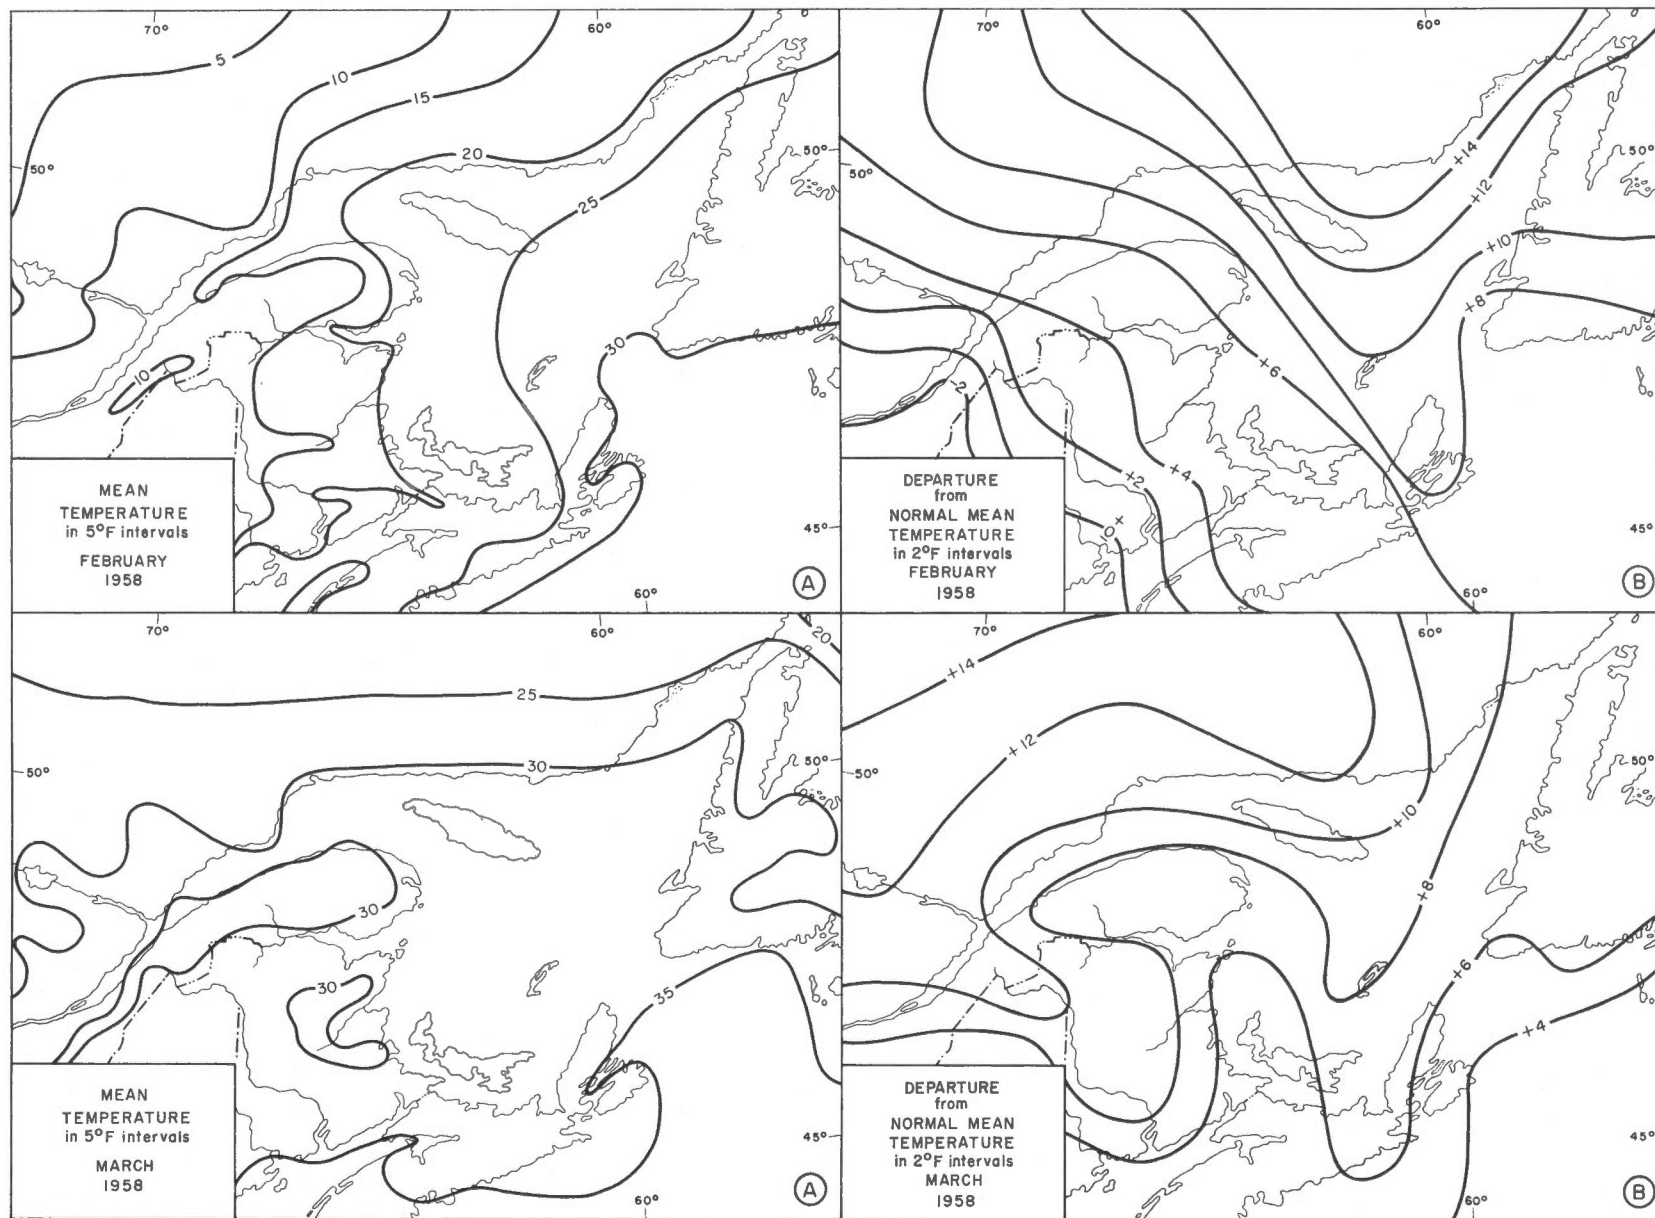 70°
60°
5
10
15
20
25
50°
50°
30
10
MEAN
TEMPERATURE
in 5°F intervals
FEBRUARY
1958
45°
60°
A
70°
60°
+14
+12
50°
50°
+10
+8
+6
+4
+2
-2
DEPARTURE
from
NORMAL MEAN
TEMPERATURE
in 2°F intervals
FEBRUARY
1958
45°
60°
B
70°
60°
20
25
50°
50°
30
30
30
35
MEAN
TEMPERATURE
in 5°F intervals
MARCH
1958
45°
60°
A
70°
60°
+14
+12
50°
50°
+10
+8
+6
+4
DEPARTURE
from
NORMAL MEAN
TEMPERATURE
in 2°F intervals
MARCH
1958
45°
60°
B